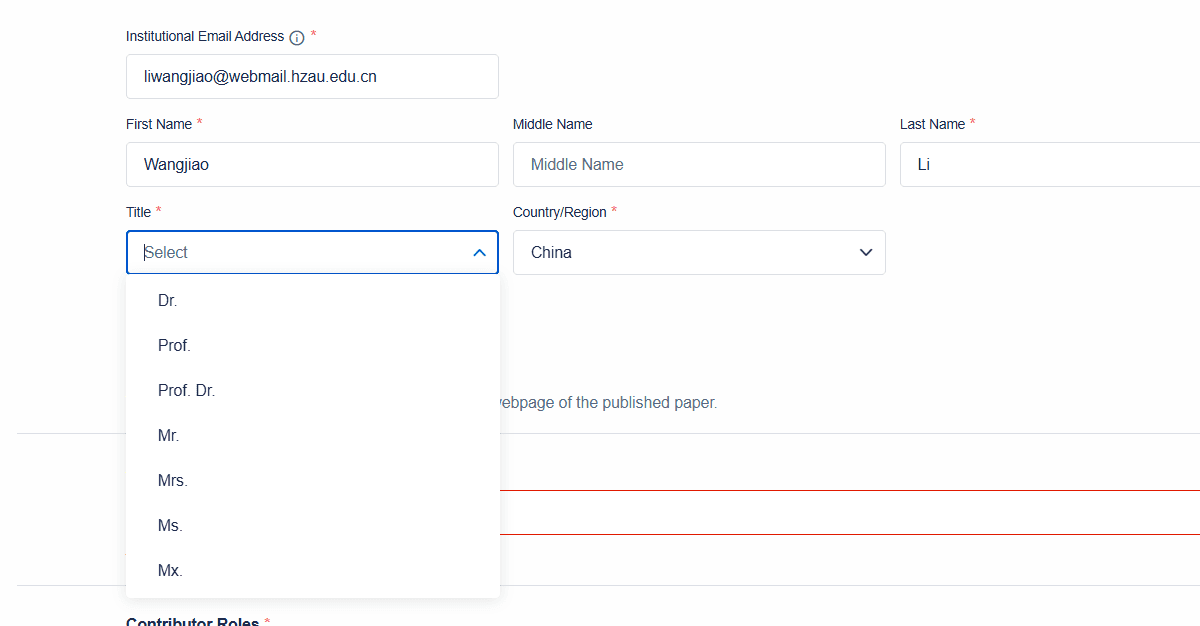 Institutional Email Address *
liwangjiao@webmail.hzau.edu.cn
First Name * Middle Name Last Name *
Wangjiao Middle Name Li
Title * Country/Region *
Select China
Dr.
Prof.
Prof. Dr.
of the published paper.
Mr.
Mrs.
Ms.
Mx.
Contributor Roles *